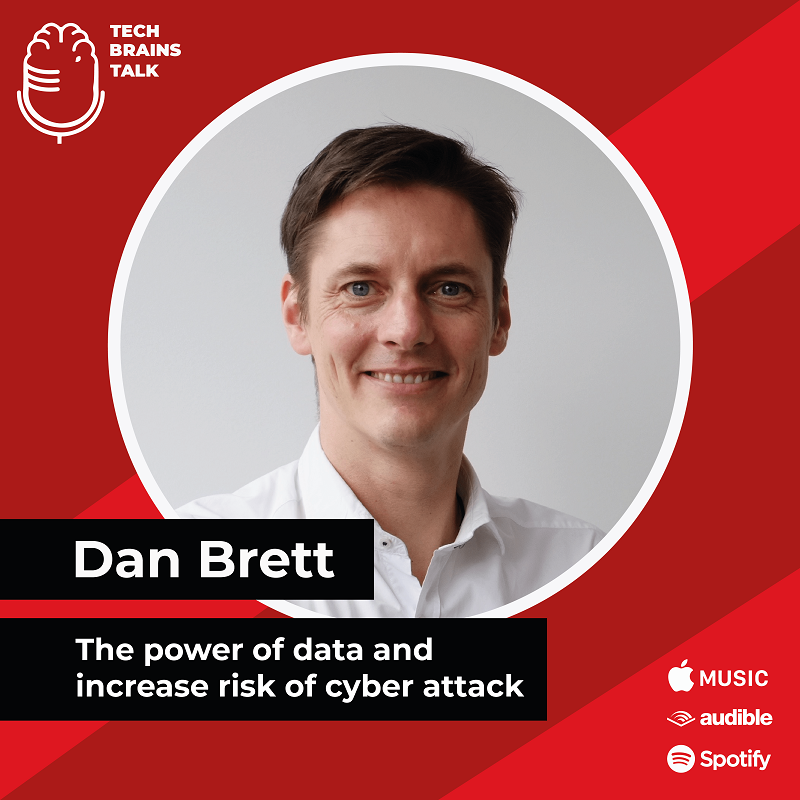 TECH
BRAINS
TALK
Dan Brett
The power of data and
increase risk of cyber attack
MUSIC
audible
Spotify